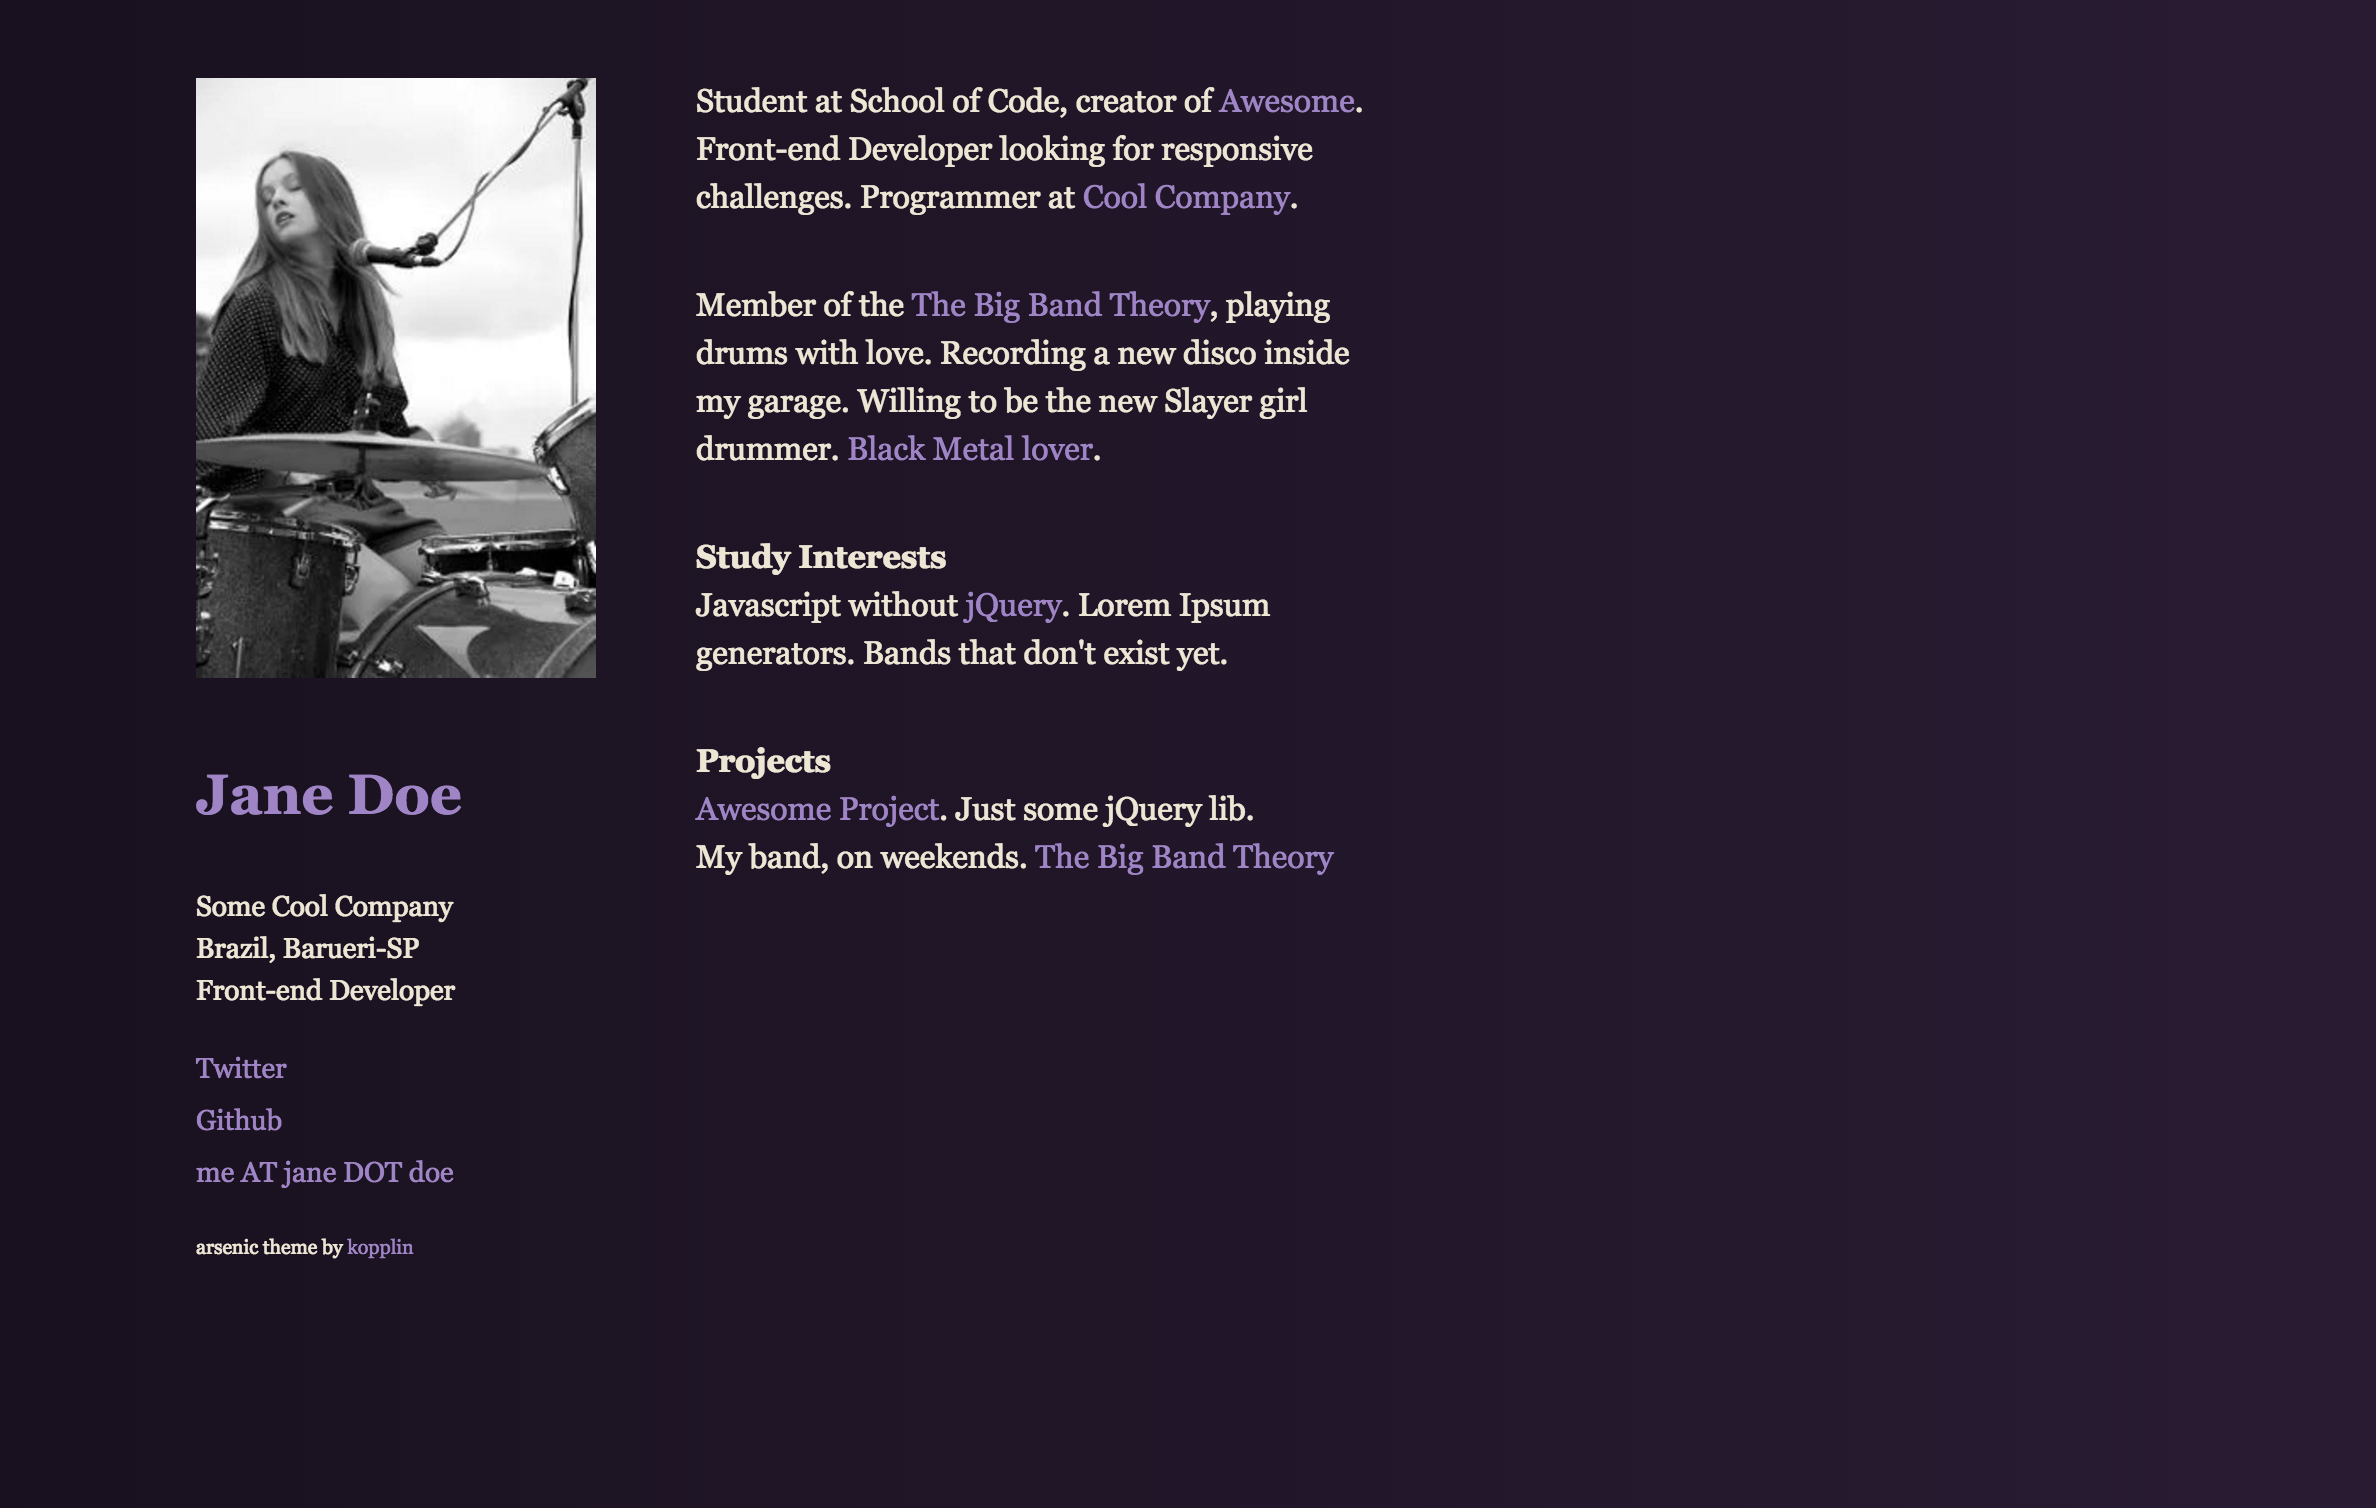 Student at School of Code, creator of Awesome.
Front-end Developer looking for responsive
challenges. Programmer at Cool Company.
Member of the The Big Band Theory, playing
drums with love. Recording a new disco inside
my garage. Willing to be the new Slayer girl
drummer. Black Metal lover.
Study Interests
Javascript without jQuery. Lorem Ipsum
generators. Bands that don't exist yet.
Projects
Awesome Project. Just some jQuery lib.
My band, on weekends. The Big Band Theory
Jane Doe
Some Cool Company
Brazil, Barueri-SP
Front-end Developer
Twitter
Github
me AT jane DOT doe
arsenic theme by kopplin